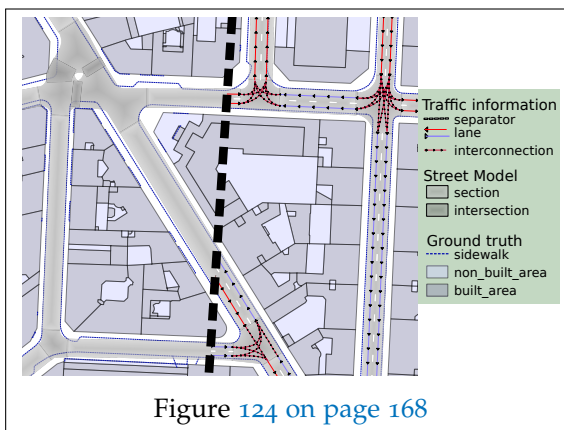 Traffic information
separator
lane
interconnection
Street Model
section
intersection
Ground truth
sidewalk
non_built_area
built_area
Figure 124 on page 168